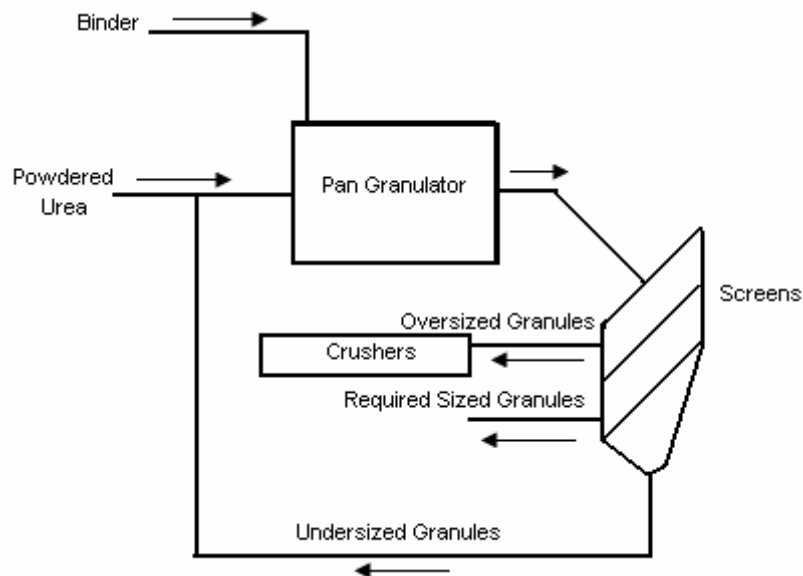 Binder
Powdered
Urea
Pan Granulator
Screens
Oversized Granules
Crushers
Required Sized Granules
Undersized Granules